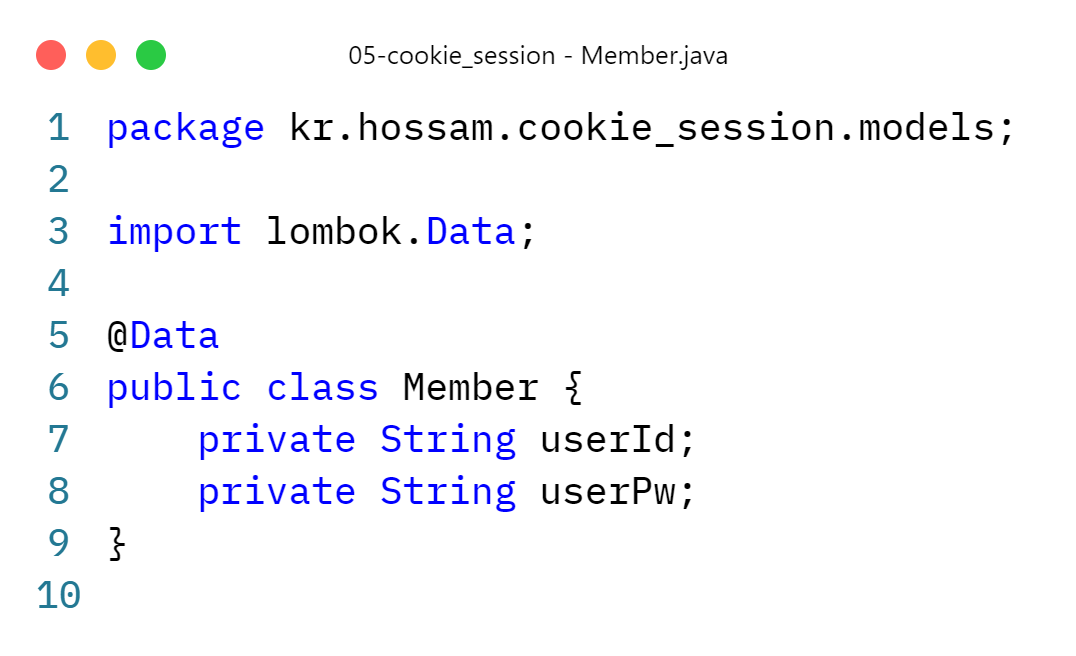 05-cookie_session - Member.java
1 package kr.hossam.cookie_session.models;
2
3 import lombok.Data;
4
5 @Data
6 public class Member {
7     private String userId;
8     private String userPw;
9 }
10